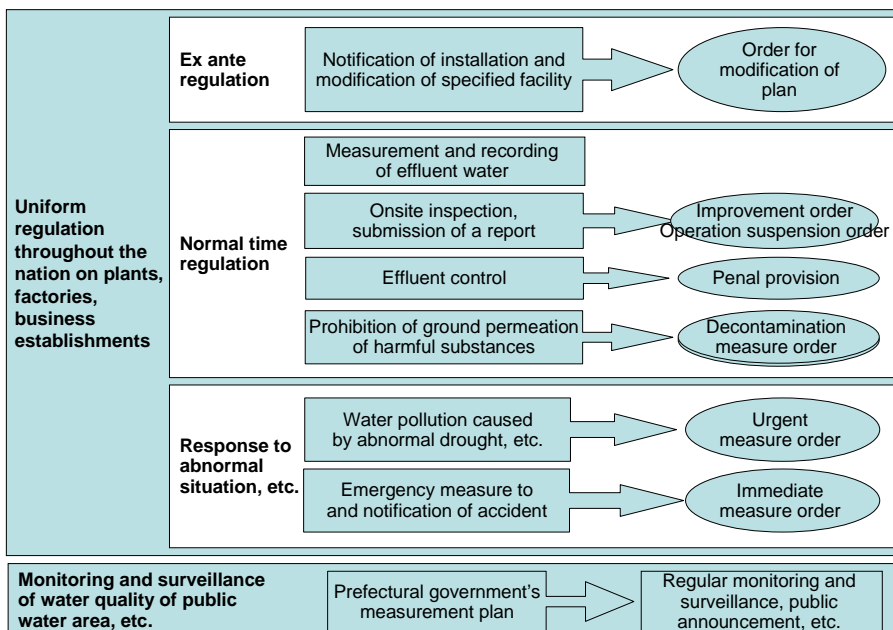 Uniform
regulation
throughout the
nation on plants,
factories,
business
establishments
Ex ante
regulation
Notification of installation and
modification of specified facility
Order for
modification of
plan
Normal time
regulation
Measurement and recording
of effluent water
Onsite inspection,
submission of a report
Improvement order
Operation suspension order
Effluent control
Penal provision
Prohibition of ground permeation
of harmful substances
Decontamination
measure order
Response to
abnormal
situation, etc.
Water pollution caused
by abnormal drought, etc.
Urgent
measure order
Emergency measure to
and notification of accident
Immediate
measure order
Monitoring and surveillance
of water quality of public
water area, etc.
Prefectural government's
measurement plan
Regular monitoring and
surveillance, public
announcement, etc.